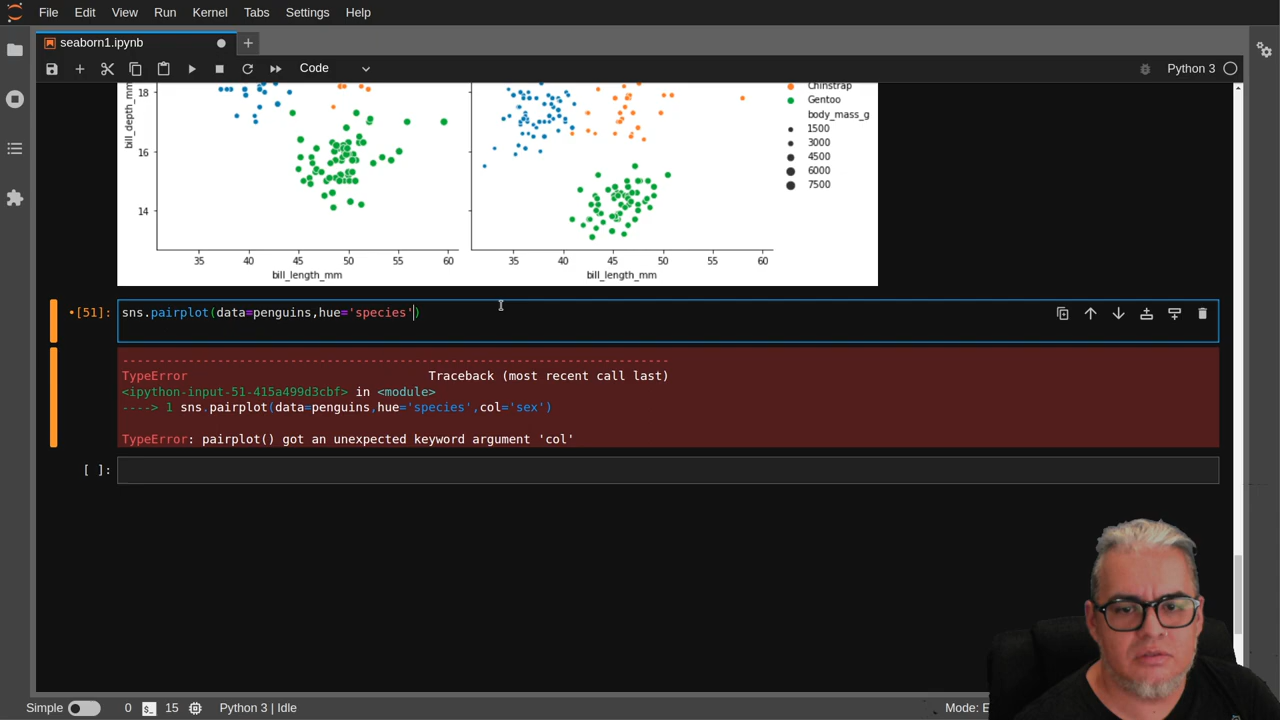 File Edit View Run Kernel Tabs Settings Help
seaborn1.ipynb
Code
Python 3
18
bill_depth_mm
16
14
35 40 45 50 55 60
bill_length_mm
35 40 45 50 55 60
bill_length_mm
Chinstrap
Gentoo
body_mass_g
1500
3000
4500
6000
7500
[51]: sns.pairplot(data=penguins,hue='species')
---------------------------------------------------------------------------
TypeError Traceback (most recent call last)
<ipython-input-51-415a499d3cbf> in <module>
----> 1 sns.pairplot(data=penguins,hue='species',col='sex')
TypeError: pairplot() got an unexpected keyword argument 'col'
[ ]:
Simple 0 $_ 15 Python 3 | Idle Mode: E